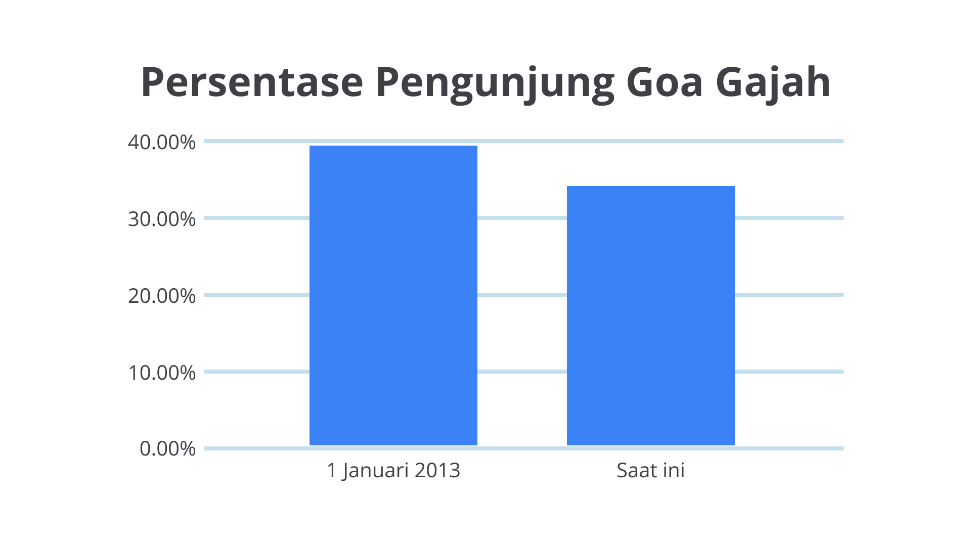 Persentase Pengunjung Goa Gajah
40.00%
30.00%
20.00%
10.00%
0.00%
1 Januari 2013
Saat ini